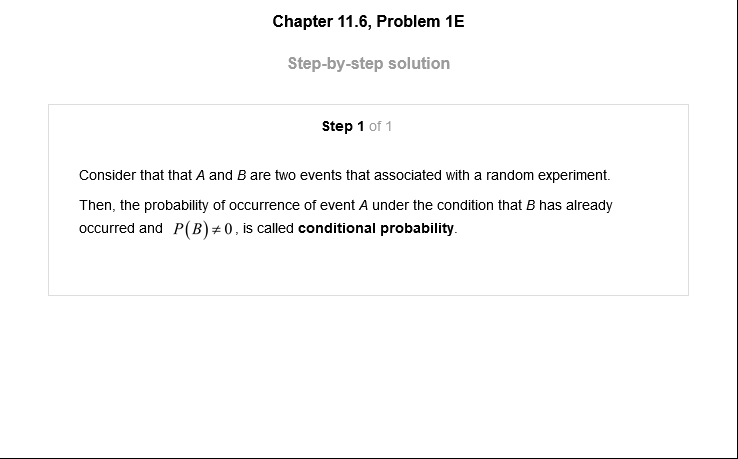 Chapter 11.6, Problem 1E
Step-by-step solution
Step 1 of 1
Consider that that A and B are two events that associated with a random experiment.
Then, the probability of occurrence of event A under the condition that B has already
occurred and P(B)≠0, is called conditional probability.